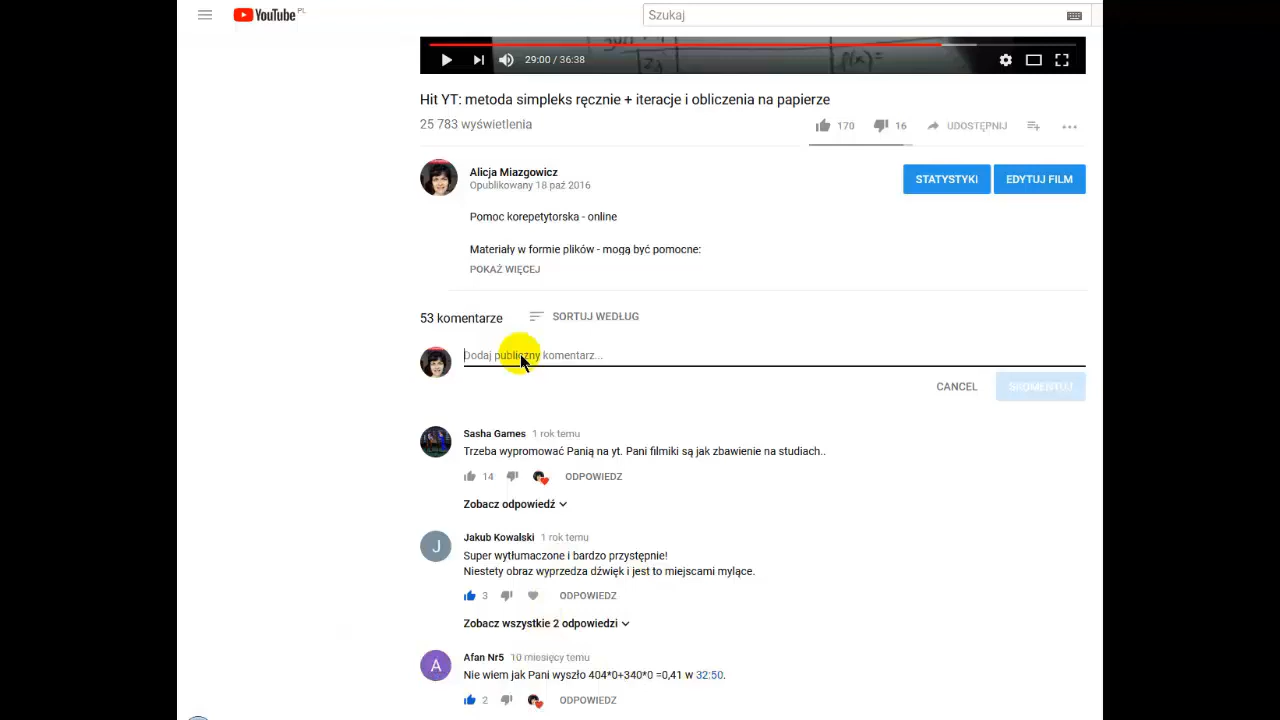 YouTube PL
Szukaj
f(x)=
29:00 / 36:38
Hit YT: metoda simpleks ręcznie + iteracje i obliczenia na papierze
25 783 wyświetlenia
170
16
UDOSTĘPNIJ
Alicja Miazgowicz
Opublikowany 18 paź 2016
STATYSTYKI
EDYTUJ FILM
Pomoc korepetytorska - online
Materiały w formie plików - mogą być pomocne:
POKAŻ WIĘCEJ
53 komentarze
SORTUJ WEDŁUG
Dodaj publiczny komentarz...
CANCEL
SKOMENTUJ
Sasha Games 1 rok temu
Trzeba wypromować Panią na yt. Pani filmiki są jak zbawienie na studiach..
14
ODPOWIEDZ
Zobacz odpowiedź
J
Jakub Kowalski 1 rok temu
Super wytłumaczone i bardzo przystępnie!
Niestety obraz wyprzedza dźwięk i jest to miejscami mylące.
3
ODPOWIEDZ
Zobacz wszystkie 2 odpowiedzi
A
Afan Nr5 10 miesięcy temu
Nie wiem jak Pani wyszło 404*0+340*0 =0,41 w 32:50.
2
ODPOWIEDZ